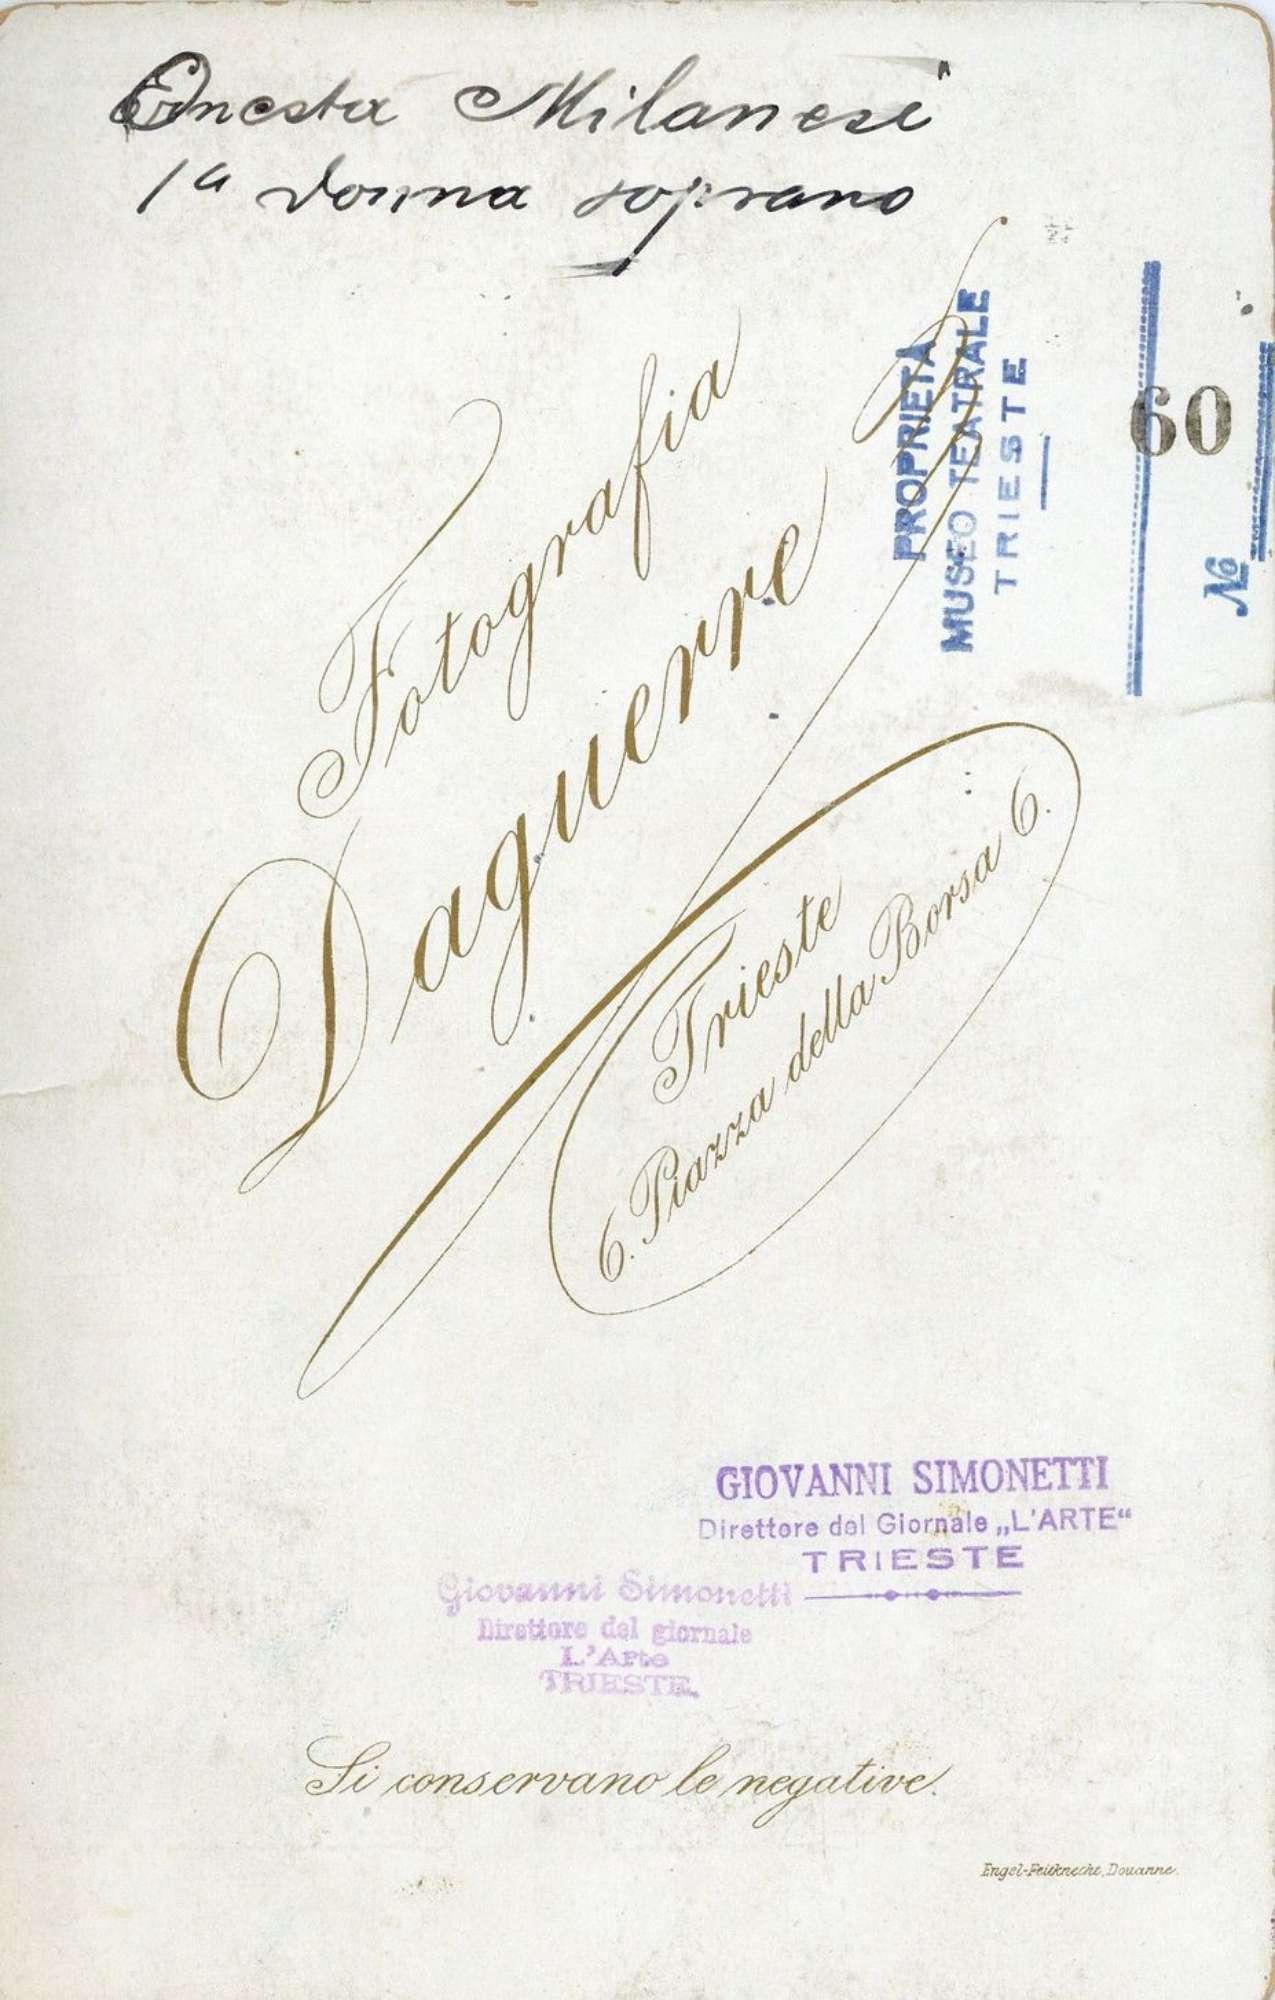 Ernesta Milanesi
1a donna soprano
PROPRIETÀ
MUSEO TEATRALE
TRIESTE
60
№
Fotografia
Daguerre
Trieste
6. Piazza della Borsa 6.
GIOVANNI SIMONETTI
Direttore del Giornale „L'ARTE“
TRIESTE
Giovanni Simonetti
Direttore del giornale
L'Arte
TRIESTE.
Si conservano le negative.
Engel-Feitknecht, Douanne.